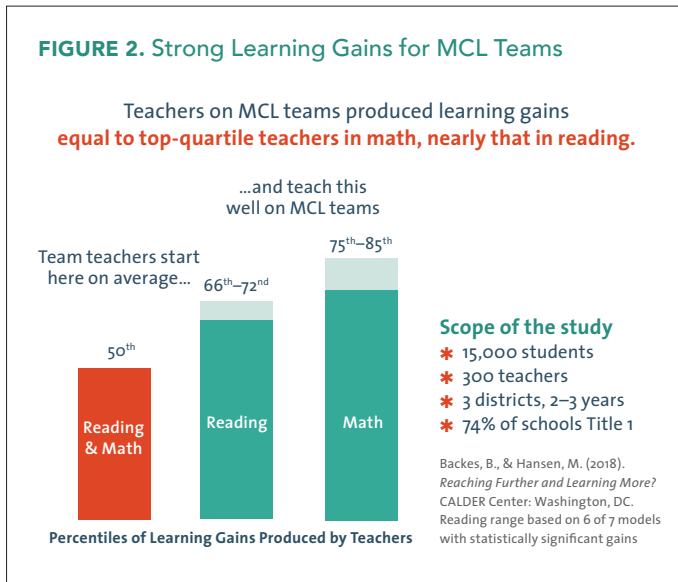 FIGURE 2. Strong Learning Gains for MCL Teams
Teachers on MCL teams produced learning gains
equal to top-quartile teachers in math, nearly that in reading.
...and teach this
well on MCL teams
Team teachers start
here on average...
50th
66th–72nd
75th–85th
Reading
& Math
Reading
Math
Percentiles of Learning Gains Produced by Teachers
Scope of the study
* 15,000 students
* 300 teachers
* 3 districts, 2–3 years
* 74% of schools Title 1
Backes, B., & Hansen, M. (2018).
Reaching Further and Learning More?
CALDER Center: Washington, DC.
Reading range based on 6 of 7 models
with statistically significant gains